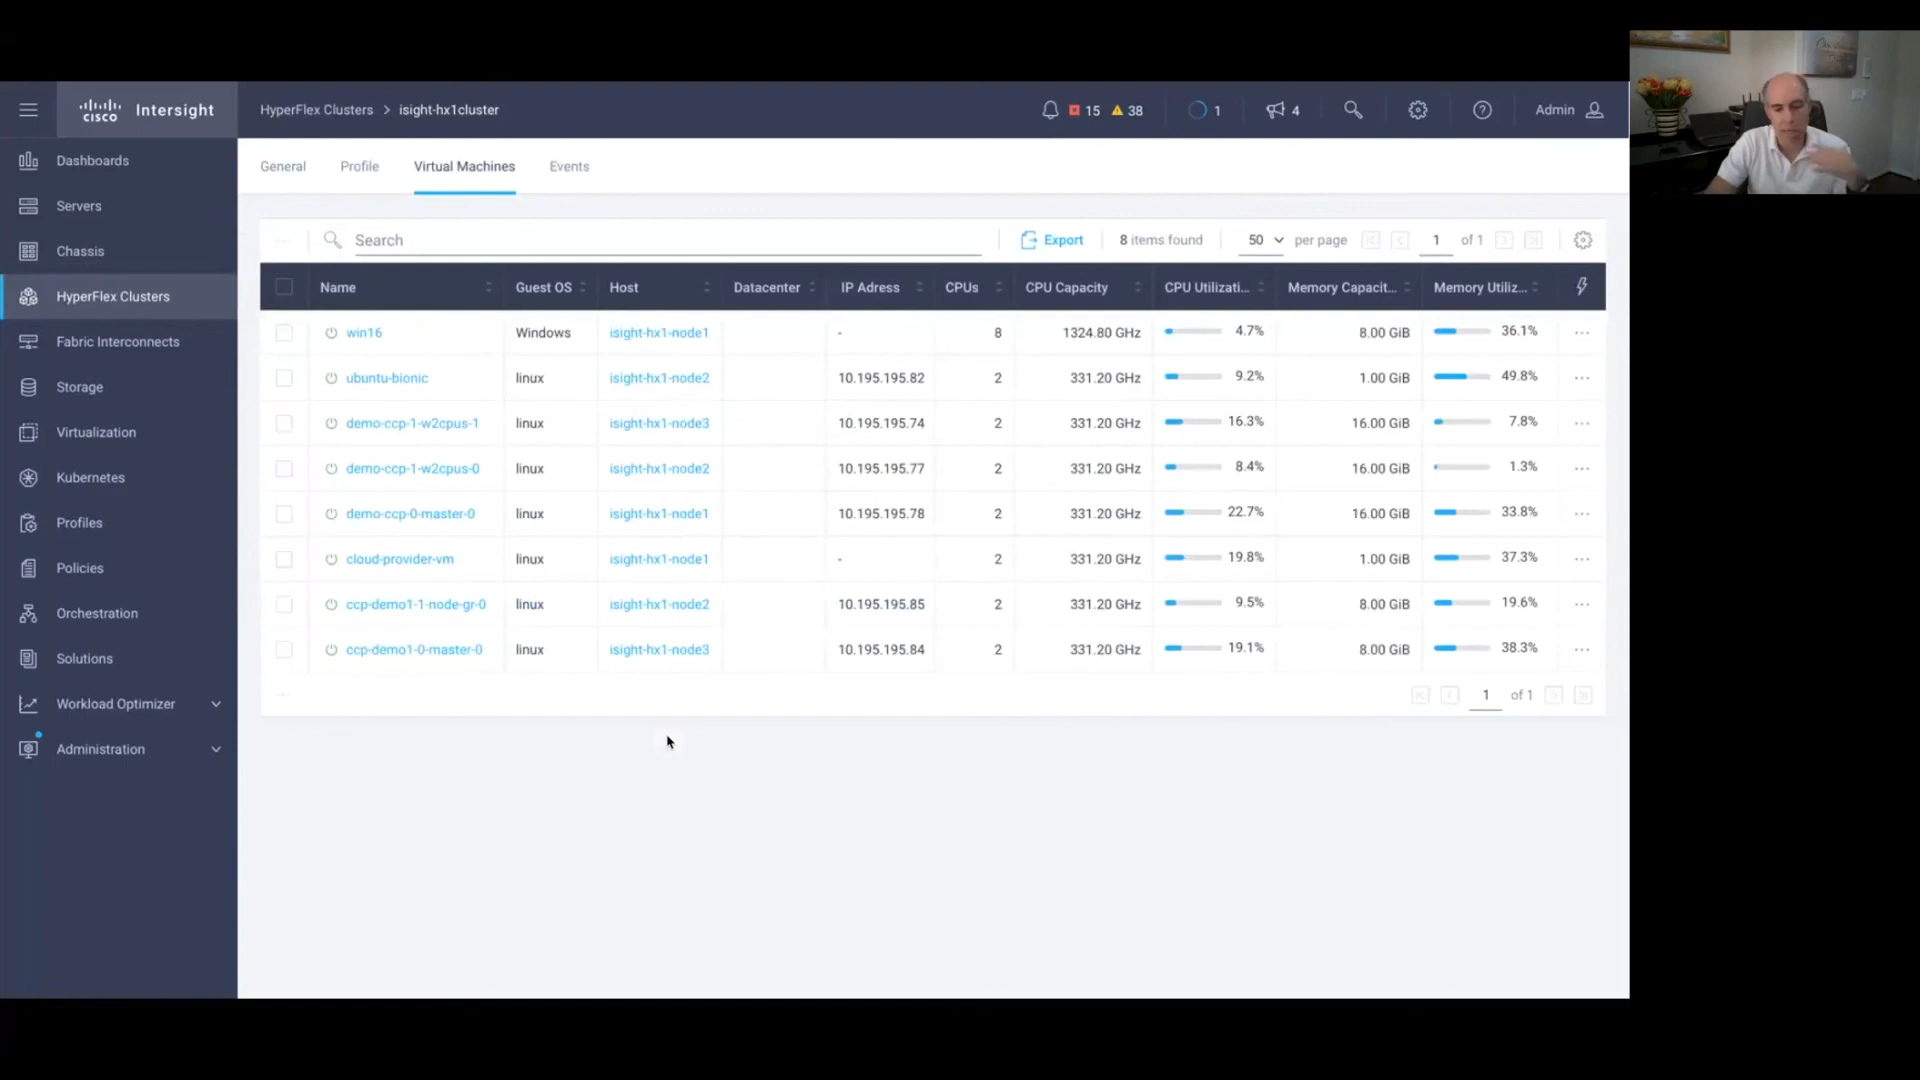 cisco Intersight
HyperFlex Clusters > isight-hx1cluster
15 38 1 4 Admin
Dashboards
Servers
Chassis
HyperFlex Clusters
Fabric Interconnects
Storage
Virtualization
Kubernetes
Profiles
Policies
Orchestration
Solutions
Workload Optimizer
Administration
General Profile Virtual Machines Events
Search Export 8 items found 50 per page 1 of 1
Name Guest OS Host Datacenter IP Adress CPUs CPU Capacity CPU Utilizati... Memory Capacit... Memory Utiliz...
win16 Windows isight-hx1-node1 - 8 1324.80 GHz 4.7% 8.00 GiB 36.1% ...
ubuntu-bionic linux isight-hx1-node2 10.195.195.82 2 331.20 GHz 9.2% 1.00 GiB 49.8% ...
demo-ccp-1-w2cpus-1 linux isight-hx1-node3 10.195.195.74 2 331.20 GHz 16.3% 16.00 GiB 7.8% ...
demo-ccp-1-w2cpus-0 linux isight-hx1-node2 10.195.195.77 2 331.20 GHz 8.4% 16.00 GiB 1.3% ...
demo-ccp-0-master-0 linux isight-hx1-node1 10.195.195.78 2 331.20 GHz 22.7% 16.00 GiB 33.8% ...
cloud-provider-vm linux isight-hx1-node1 - 2 331.20 GHz 19.8% 1.00 GiB 37.3% ...
ccp-demo1-1-node-gr-0 linux isight-hx1-node2 10.195.195.85 2 331.20 GHz 9.5% 8.00 GiB 19.6% ...
ccp-demo1-0-master-0 linux isight-hx1-node3 10.195.195.84 2 331.20 GHz 19.1% 8.00 GiB 38.3% ...
1 of 1